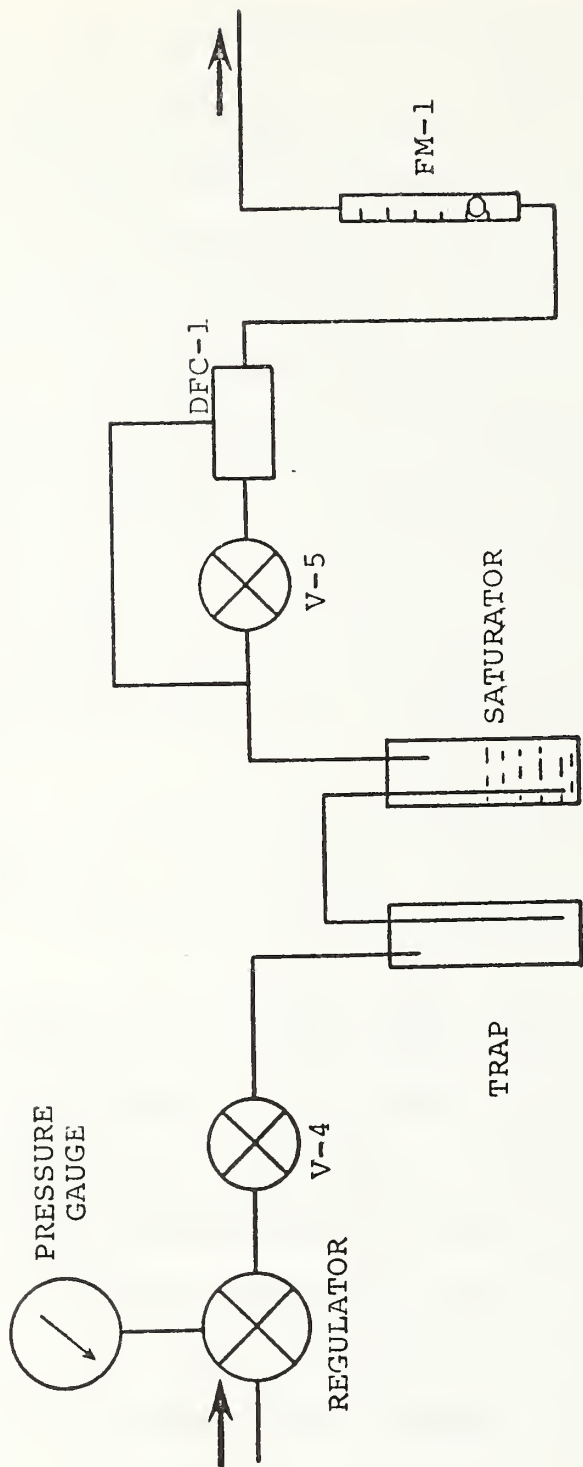 PRESSURE
GAUGE
REGULATOR
V-4
TRAP
SATURATOR
V-5
DFC-1
FM-1